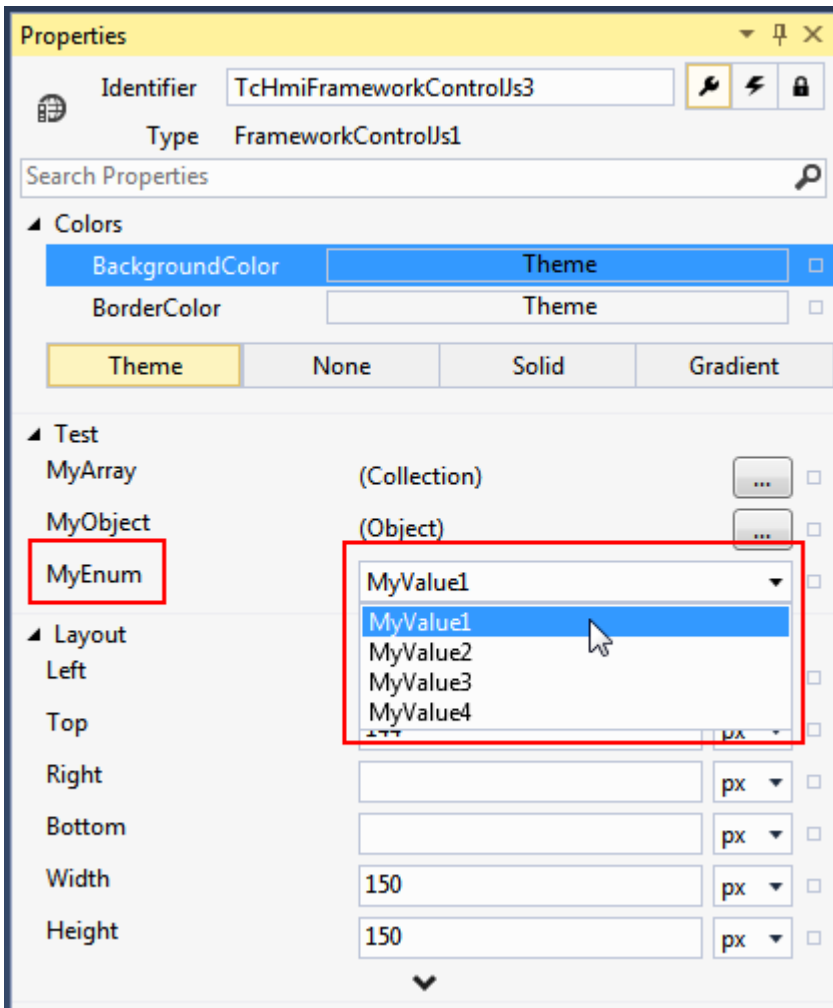 Properties
Identifier TcHmiFrameworkControlJs3
Type FrameworkControlJs1
Search Properties
Colors
BackgroundColor Theme
BorderColor Theme
Theme None Solid Gradient
Test
MyArray (Collection) ...
MyObject (Object) ...
MyEnum MyValue1
MyValue1
MyValue2
MyValue3
MyValue4
Layout
Left
Top 144 px
Right px
Bottom px
Width 150 px
Height 150 px